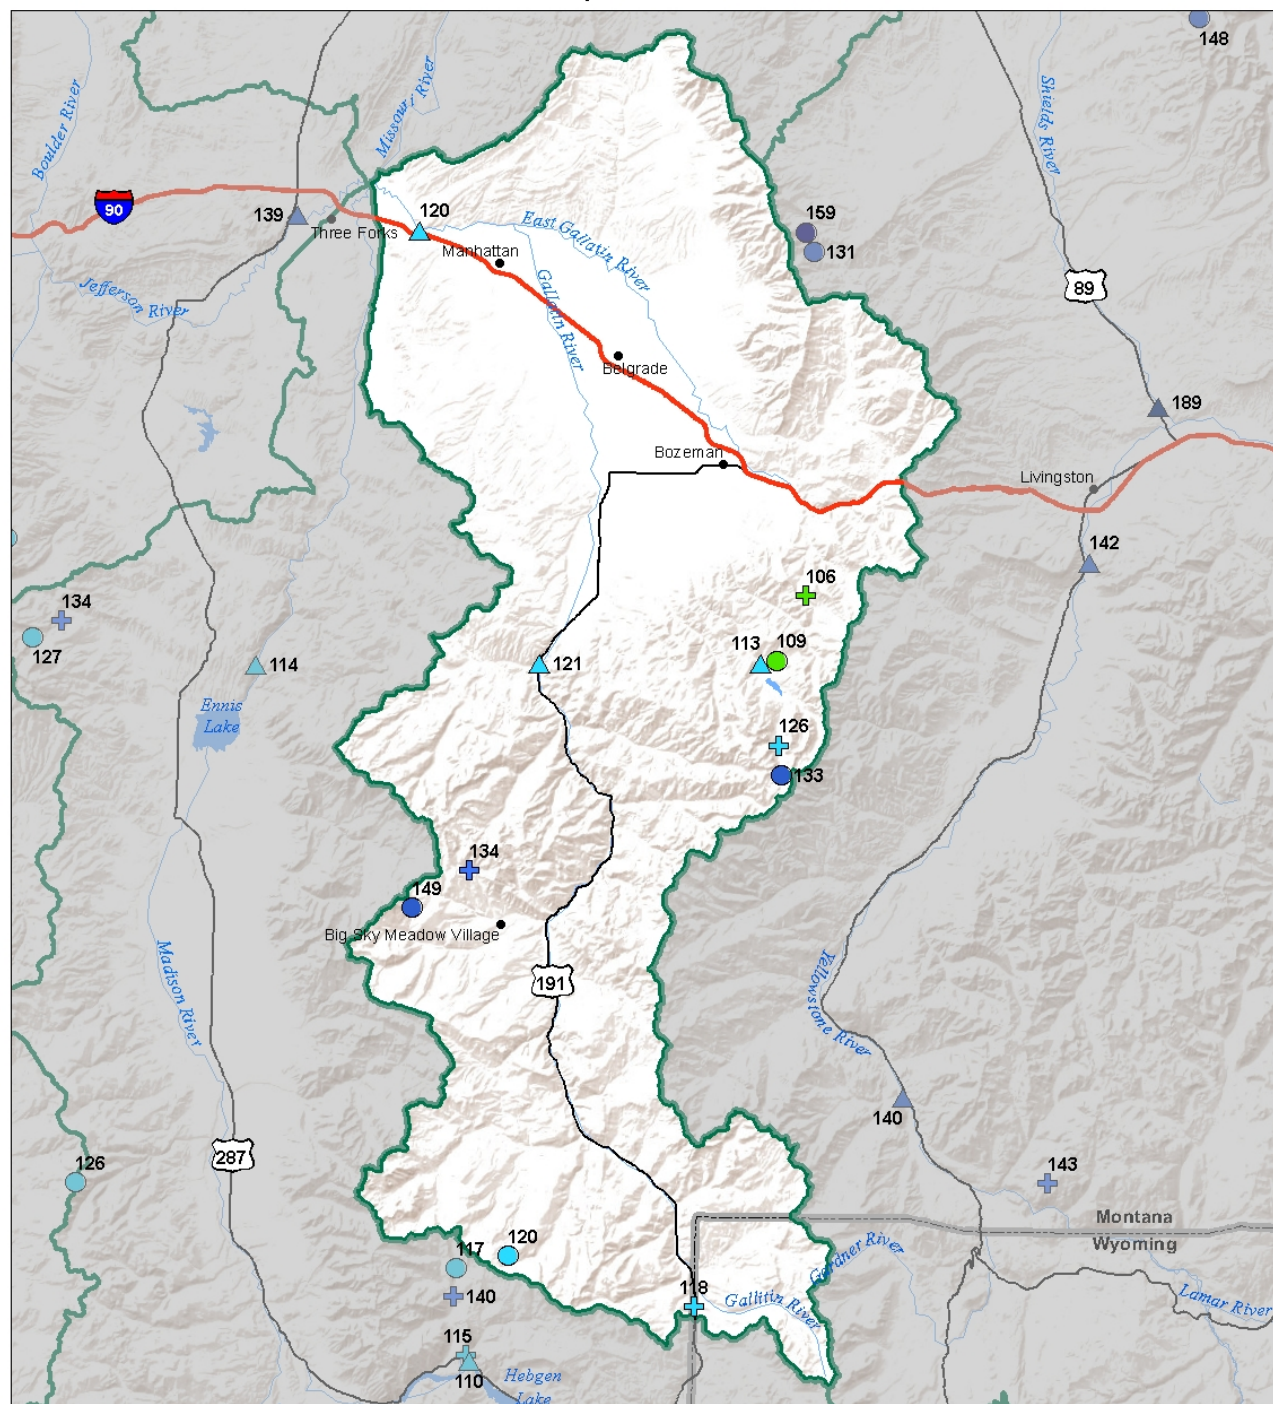 148
Boulder River
Missouri River
Shields River
90
139
Three Forks
120
Manhattan
East Gallatin River
159
131
89
Jefferson River
Gallatin River
Belgrade
189
Bozeman
Livingston
142
106
134
127
114
121
113
109
Ennis
Lake
126
133
134
149
Big Sky Meadow Village
191
Madison River
Yellowstone River
140
287
126
143
Montana
Wyoming
117
120
118
Gardner River
Gallitin River
Lamar River
140
115
110
Hebgen
Lake